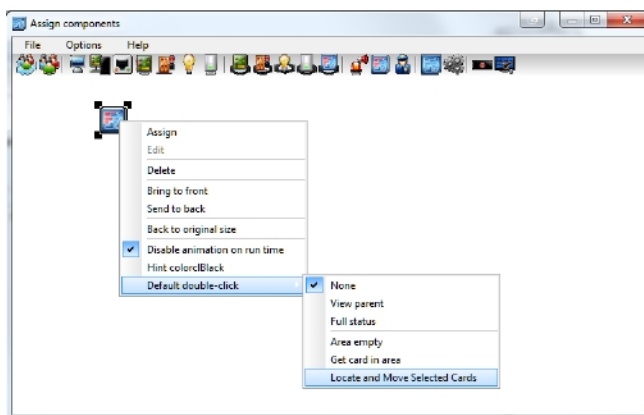 Assign components
File Options Help
Assign
Edit
Delete
Bring to front
Send to back
Back to original size
Disable animation on run time
Hint colorclBlack
Default double-click
None
View parent
Full status
Area empty
Get card in area
Locate and Move Selected Cards